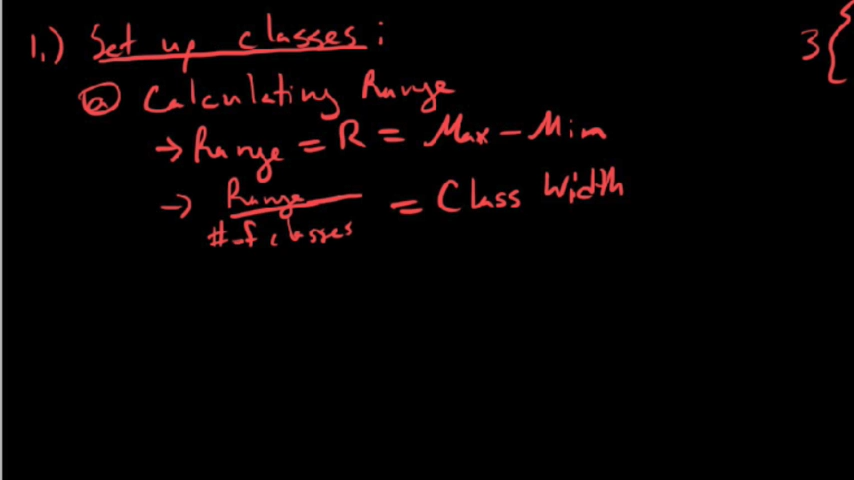 1.) Set up classes:
a) Calculating Range
→ Range = R = Max - Min
→ Range / # of classes = Class Width
3 {